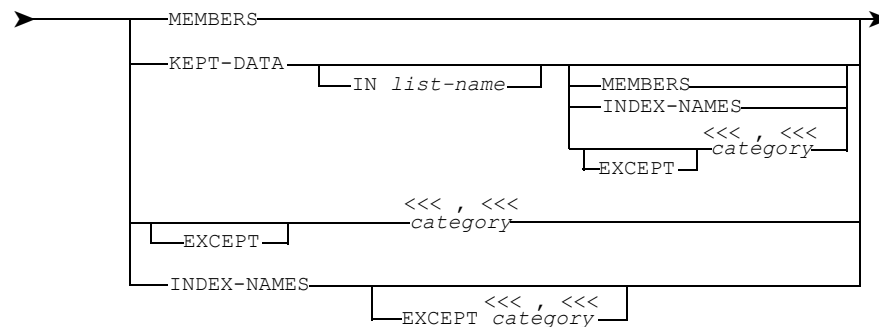 MEMBERS
KEPT-DATA
IN list-name
MEMBERS
INDEX-NAMES
<<< , <<<
category
EXCEPT
<<< , <<<
category
EXCEPT
INDEX-NAMES
<<< , <<<
EXCEPT category